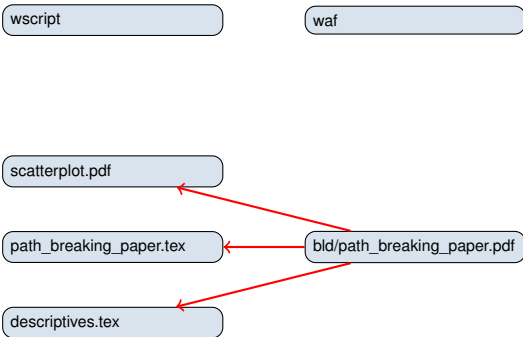 wscript
waf
scatterplot.pdf
path_breaking_paper.tex
bld/path_breaking_paper.pdf
descriptives.tex